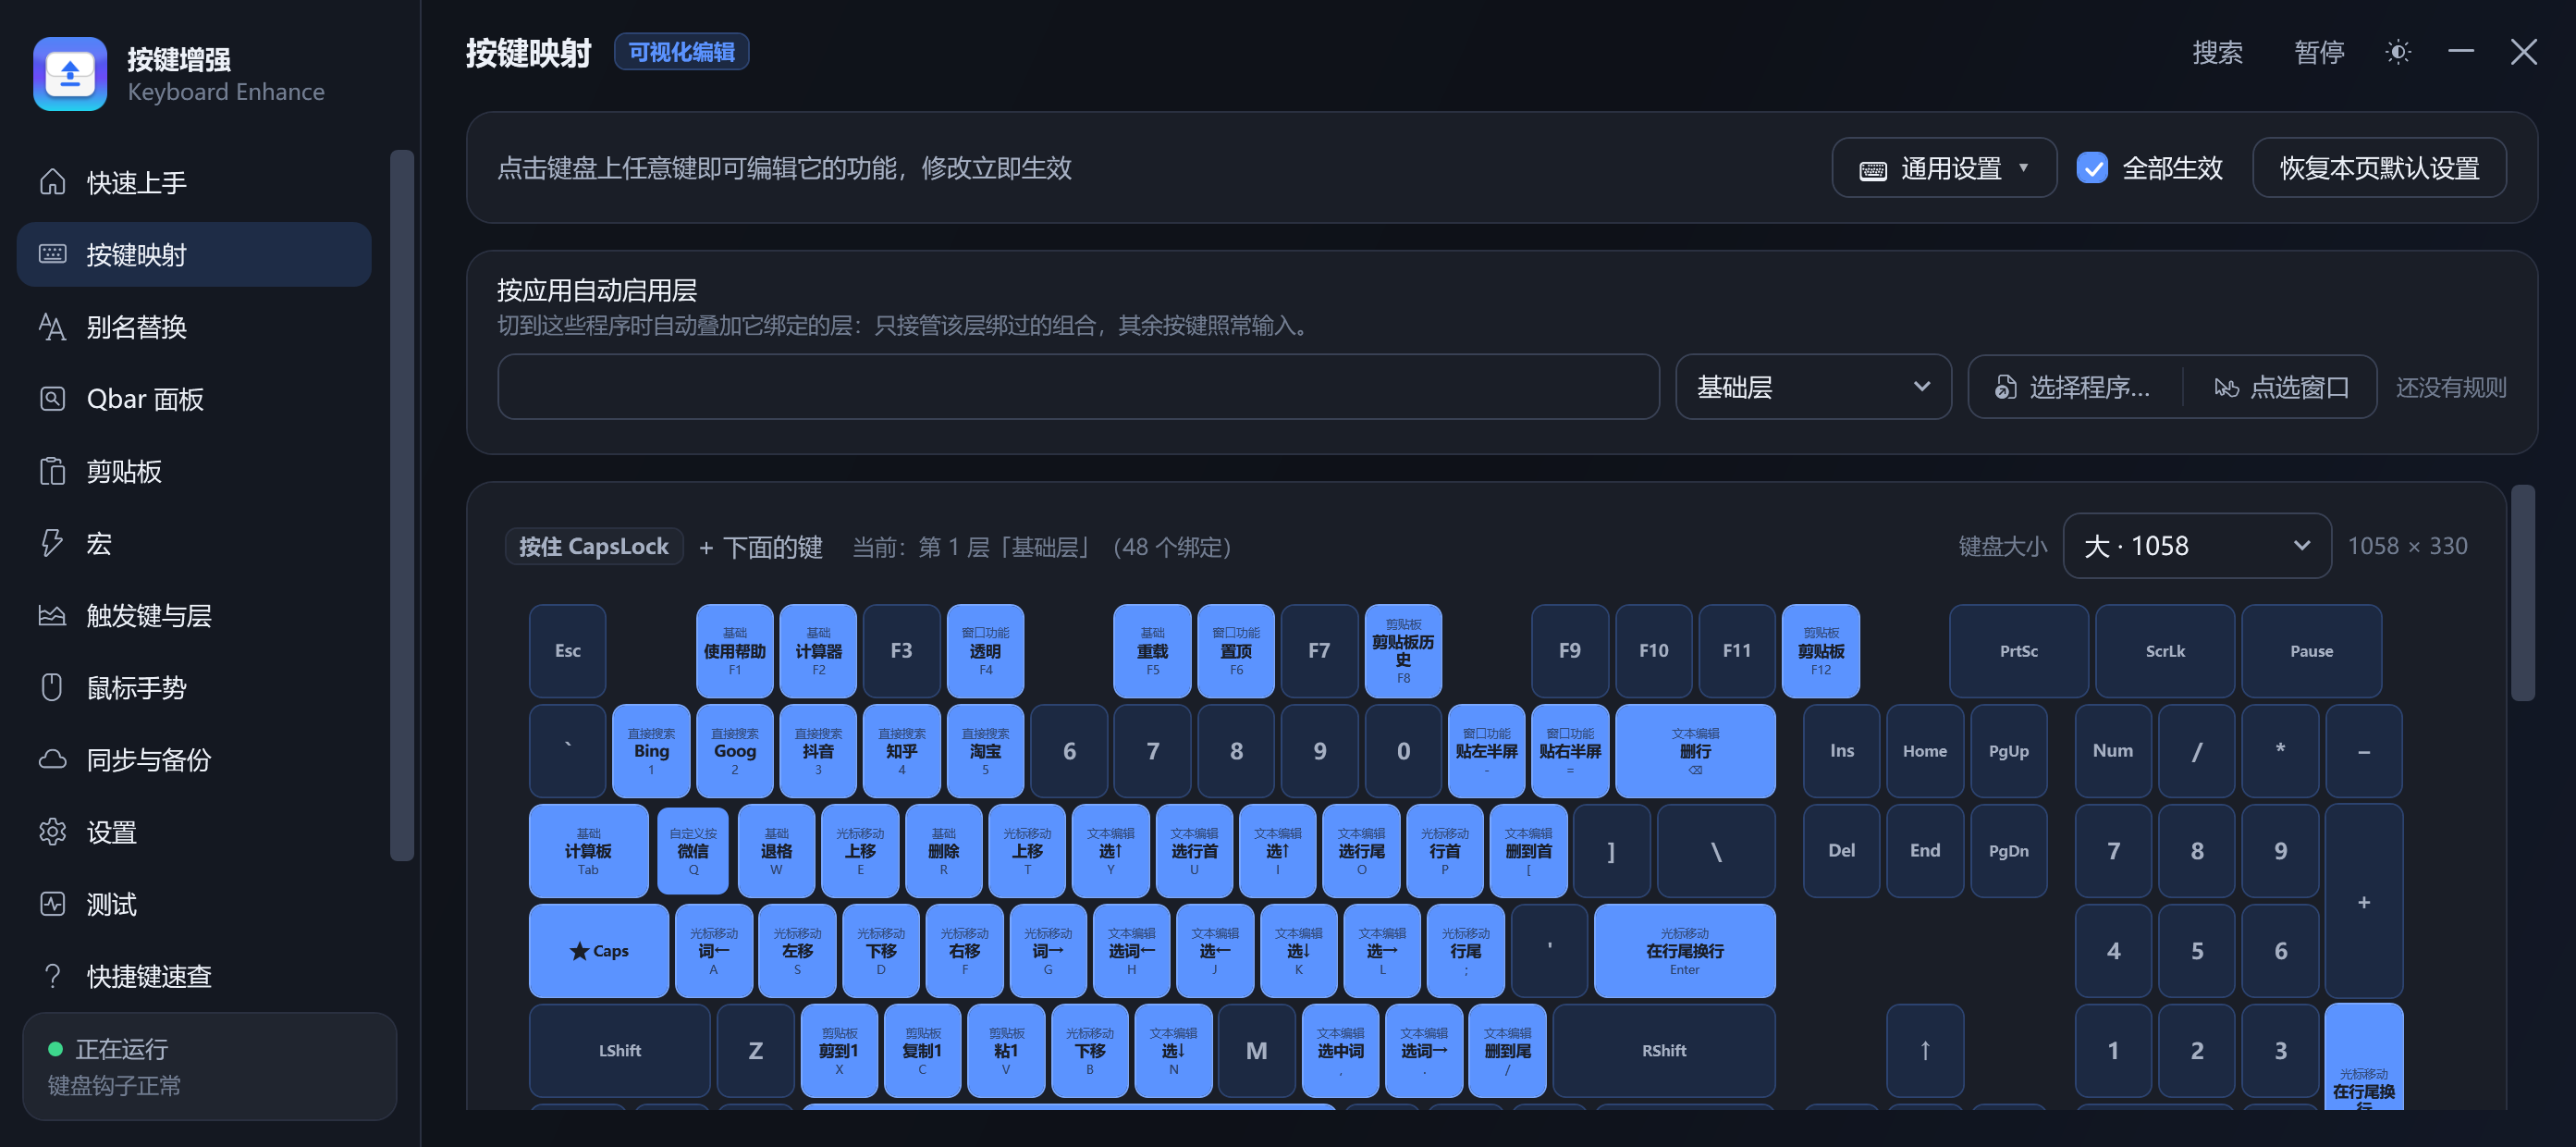 按键增强
Keyboard Enhance
快速上手
按键映射
别名替换
Qbar 面板
剪贴板
宏
触发键与层
鼠标手势
同步与备份
设置
测试
快捷键速查
正在运行
键盘钩子正常
按键映射 可视化编辑 搜索 暂停
点击键盘上任意键即可编辑它的功能，修改立即生效 通用设置 ▼ 全部生效 恢复本页默认设置
按应用自动启用层
切到这些程序时自动叠加它绑定的层：只接管该层绑过的组合，其余按键照常输入。
基础层 选择程序... 点选窗口 还没有规则
按住 CapsLock + 下面的键 当前：第 1 层「基础层」（48 个绑定） 键盘大小 大 · 1058 1058 × 330
Esc 基础 使用帮助 F1 基础 计算器 F2 F3 窗口功能 透明 F4 基础 重载 F5 窗口功能 置顶 F6 F7 剪贴板 剪贴板历史 F8 F9 F10 F11 剪贴板 剪贴板 F12 PrtSc ScrLk Pause
` 直接搜索 Bing 1 直接搜索 Goog 2 直接搜索 抖音 3 直接搜索 知乎 4 直接搜索 淘宝 5 6 7 8 9 0 窗口功能 贴左半屏 - 窗口功能 贴右半屏 = 文本编辑 删行 ⌫ Ins Home PgUp Num / * −
基础 计算板 Tab 自定义按 微信 Q 基础 退格 W 光标移动 上移 E 基础 删除 R 光标移动 上移 T 文本编辑 选↑ Y 文本编辑 选行首 U 文本编辑 选↑ I 文本编辑 选行尾 O 光标移动 行首 P 文本编辑 删到首 [ ] \ Del End PgDn 7 8 9 +
★ Caps 光标移动 词← A 光标移动 左移 S 光标移动 下移 D 光标移动 右移 F 光标移动 词→ G 文本编辑 选词← H 文本编辑 选← J 文本编辑 选↓ K 文本编辑 选→ L 光标移动 行尾 ; ' 光标移动 在行尾换行 Enter 4 5 6
LShift Z 剪贴板 剪到1 X 剪贴板 复制1 C 剪贴板 粘1 V 光标移动 下移 B 文本编辑 选↓ N M 文本编辑 选中词 , 文本编辑 选词→ . 文本编辑 删到尾 / RShift ↑ 1 2 3 光标移动 在行尾换行